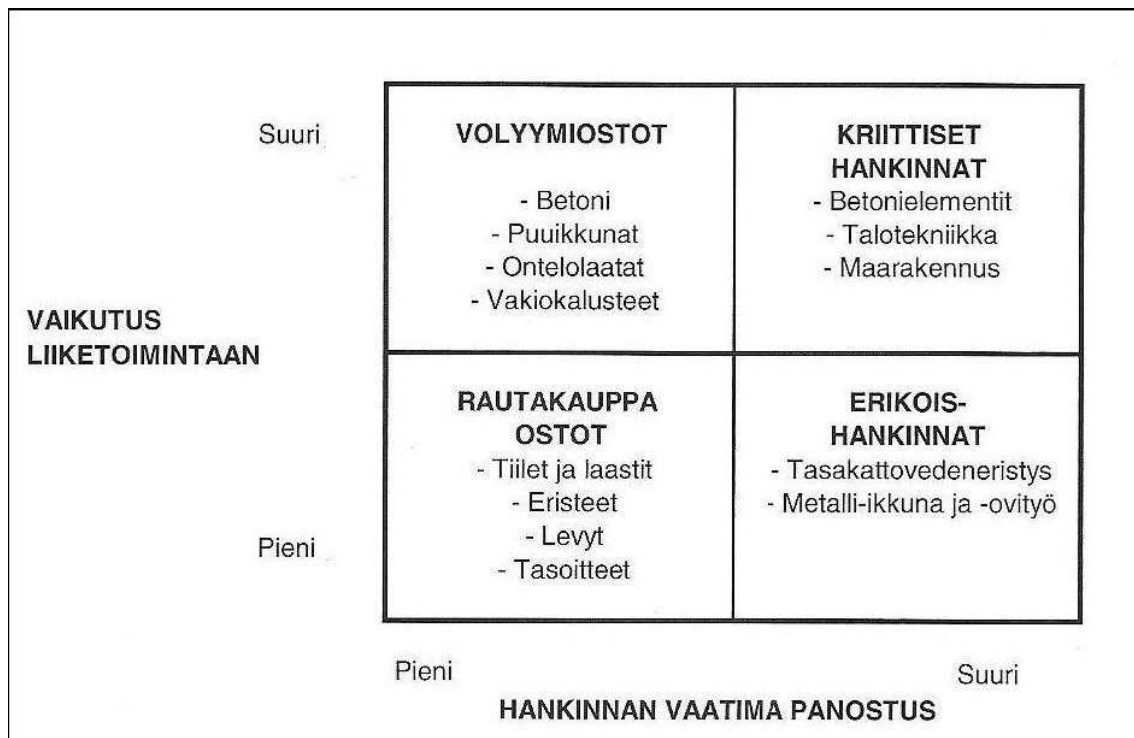 Suuri
VOLYYMIOSTOT
- Betoni
- Puuikkunat
- Ontelolaatat
- Vakiokalusteet
KRIITTISET
HANKINNAT
- Betonielementit
- Talotekniikka
- Maarakennus
VAIKUTUS
LIIKETOIMINTAAN
RAUTAKAUPPA
OSTOT
- Tiilet ja laastit
- Eristeet
- Levyt
- Tasoitteet
ERIKOIS-
HANKINNAT
- Tasakattovedeneristys
- Metalli-ikkuna ja -ovityö
Pieni
Pieni
Suuri
HANKINNAN VAATIMA PANOSTUS